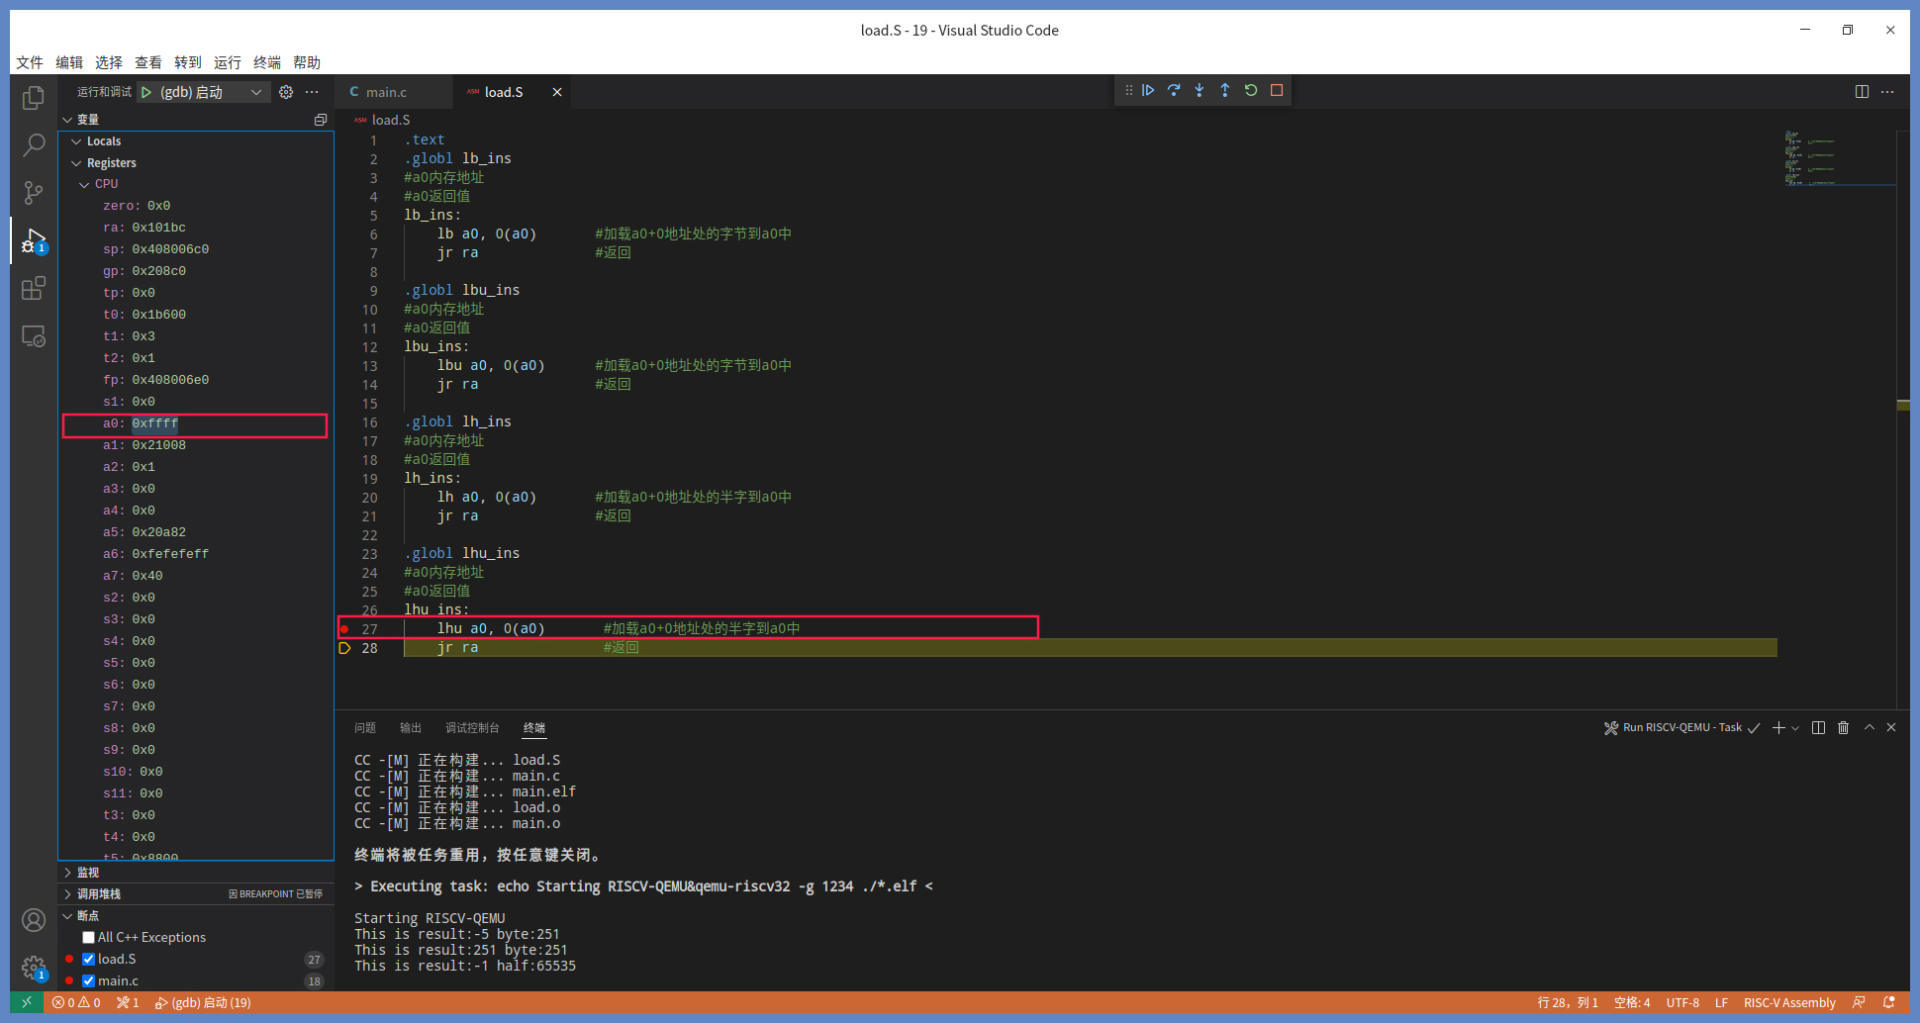 load.S - 19 - Visual Studio Code
文件 编辑 选择 查看 转到 运行 终端 帮助
运行和调试 (gdb) 启动
变量
Locals
Registers
CPU
zero: 0x0
ra: 0x101bc
sp: 0x408006c0
gp: 0x208c0
tp: 0x0
t0: 0x1b600
t1: 0x3
t2: 0x1
fp: 0x408006e0
s1: 0x0
a0: 0xffff
a1: 0x21008
a2: 0x1
a3: 0x0
a4: 0x0
a5: 0x20a82
a6: 0xfefefeff
a7: 0x40
s2: 0x0
s3: 0x0
s4: 0x0
s5: 0x0
s6: 0x0
s7: 0x0
s8: 0x0
s9: 0x0
s10: 0x0
s11: 0x0
t3: 0x0
t4: 0x0
t5: 0x8800
监视
调用堆栈 因 BREAKPOINT 已暂停
断点
All C++ Exceptions
load.S 27
main.c 18
C main.c ASM load.S
ASM load.S
1 .text
2 .globl lb_ins
3 #a0内存地址
4 #a0返回值
5 lb_ins:
6 lb a0, 0(a0) #加载a0+0地址处的字节到a0中
7 jr ra #返回
8
9 .globl lbu_ins
10 #a0内存地址
11 #a0返回值
12 lbu_ins:
13 lbu a0, 0(a0) #加载a0+0地址处的字节到a0中
14 jr ra #返回
15
16 .globl lh_ins
17 #a0内存地址
18 #a0返回值
19 lh_ins:
20 lh a0, 0(a0) #加载a0+0地址处的半字到a0中
21 jr ra #返回
22
23 .globl lhu_ins
24 #a0内存地址
25 #a0返回值
26 lhu_ins:
27 lhu a0, 0(a0) #加载a0+0地址处的半字到a0中
28 jr ra #返回
问题 输出 调试控制台 终端
Run RISCV-QEMU - Task
CC -[M] 正在构建... load.S
CC -[M] 正在构建... main.c
CC -[M] 正在构建... main.elf
CC -[M] 正在构建... load.o
CC -[M] 正在构建... main.o
终端将被任务重用，按任意键关闭。
> Executing task: echo Starting RISCV-QEMU&qemu-riscv32 -g 1234 ./*.elf <
Starting RISCV-QEMU
This is result:-5 byte:251
This is result:251 byte:251
This is result:-1 half:65535
0 0 1 (gdb) 启动 (19)
行 28，列 1 空格: 4 UTF-8 LF RISC-V Assembly
1
1